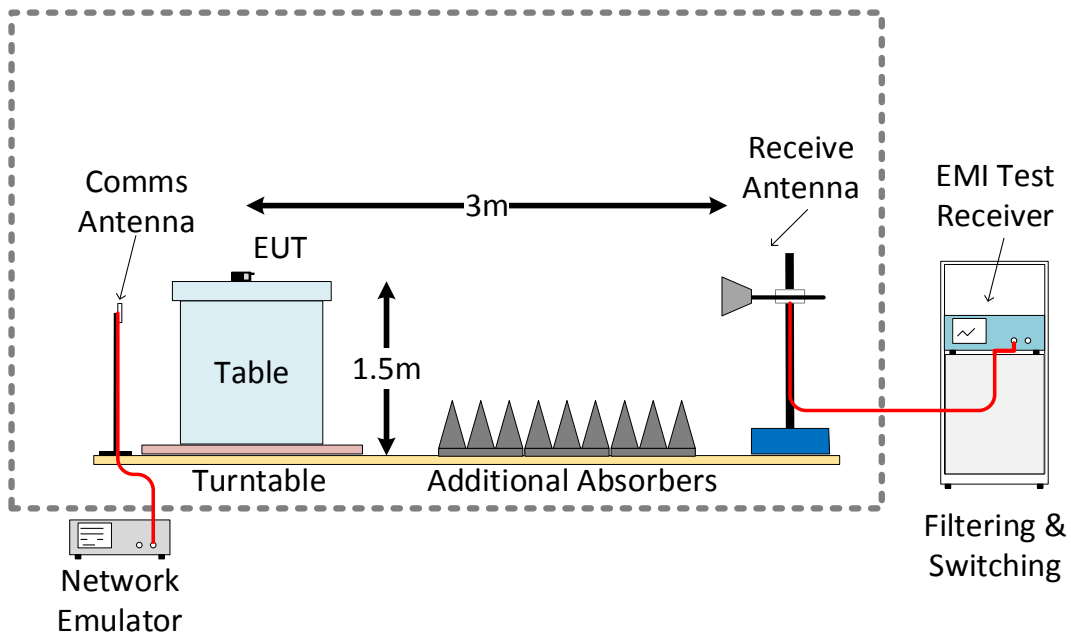 Comms
Antenna
EUT
3m
Receive
Antenna
EMI Test
Receiver
Table
1.5m
Turntable
Additional Absorbers
Filtering &
Switching
Network
Emulator